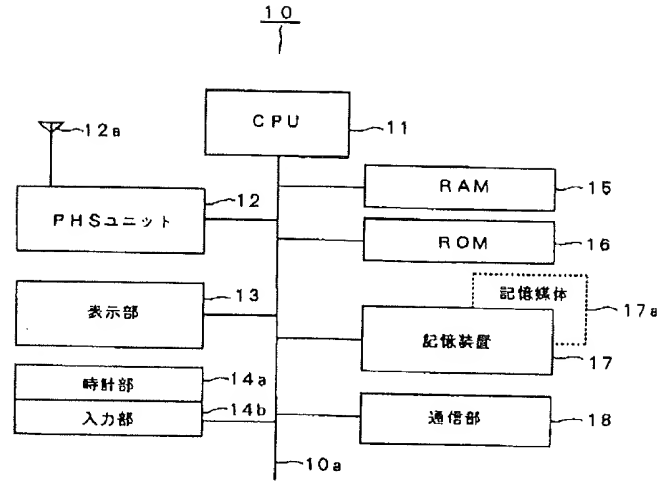 10
CPU
11
12a
PHSユニット
12
RAM
15
ROM
16
表示部
13
記憶媒体
17a
記憶装置
17
時計部
14a
入力部
14b
通信部
18
10a